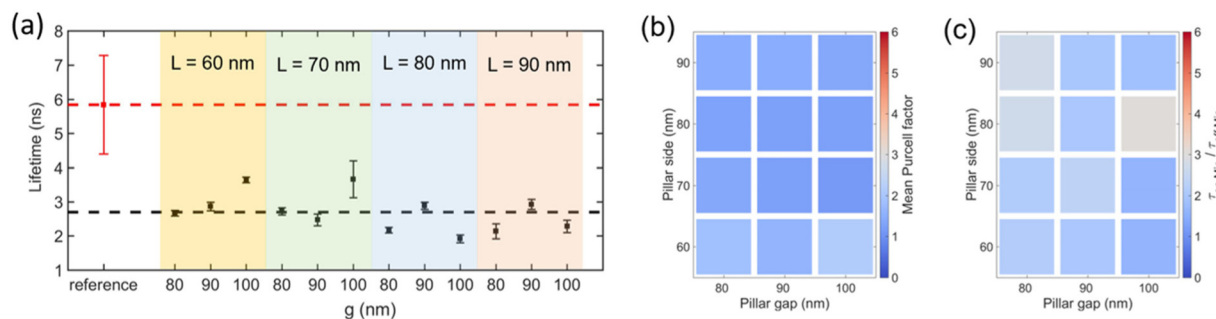 (a)
8
7
6
5
4
3
2
1
Lifetime (ns)
L = 60 nm
L = 70 nm
L = 80 nm
L = 90 nm
reference
80 90 100 80 90 100 80 90 100 80 90 100
g (nm)
(b)
90
80
70
60
Pillar side (nm)
80 90 100
Pillar gap (nm)
6
5
4
3
2
1
0
Mean Purcell factor
(c)
90
80
70
60
Pillar side (nm)
80 90 100
Pillar gap (nm)
6
5
4
3
2
1
0